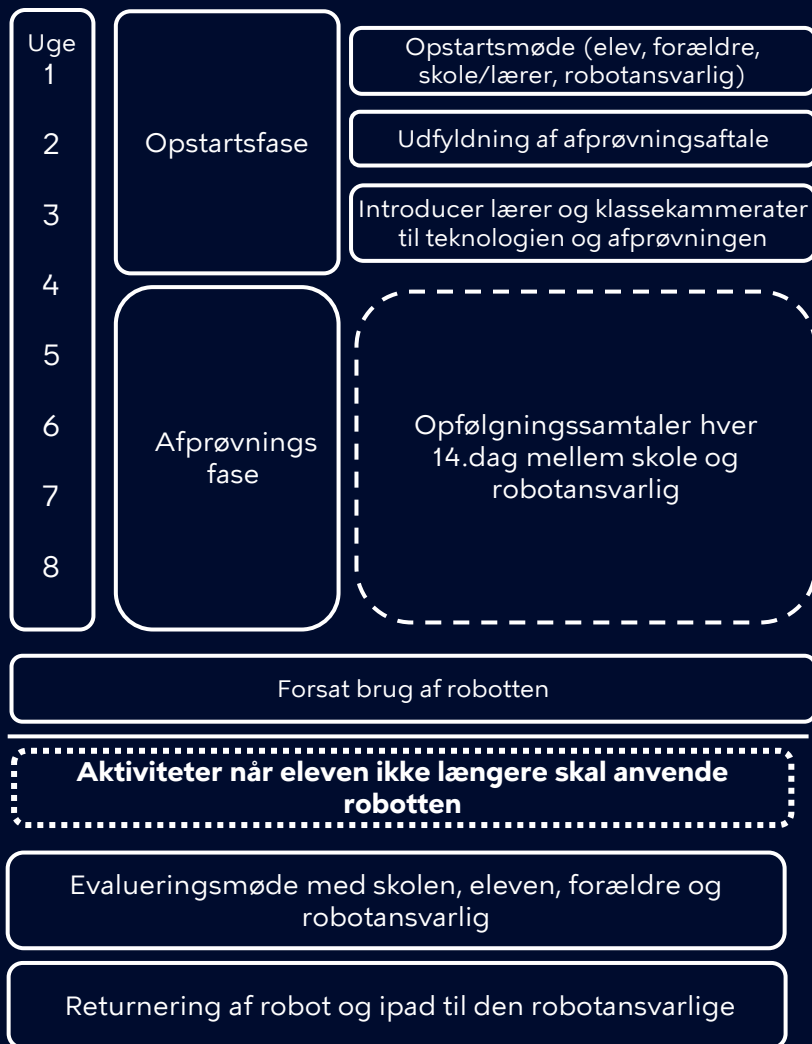 Uge
1
2
3
4
5
6
7
8
Opstartsfase
Opstartsmøde (elev, forældre,
skole/lærer, robotansvarlig)
Udfyldning af afprøvningsaftale
Introducer lærer og klassekammerater
til teknologien og afprøvningen
Afprøvnings
fase
Opfølgningssamtaler hver
14.dag mellem skole og
robotansvarlig
Forsat brug af robotten
Aktiviteter når eleven ikke længere skal anvende
robotten
Evalueringsmøde med skolen, eleven, forældre og
robotansvarlig
Returnering af robot og ipad til den robotansvarlige